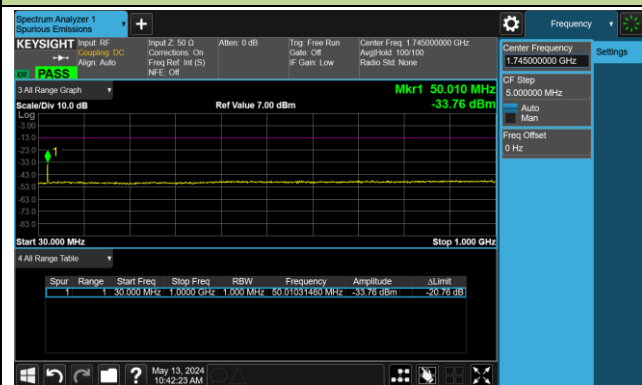 Spectrum Analyzer 1
Spurious Emissions
Frequency
KEYSIGHT
Input: RF
Coupling: DC
Align: Auto
Input Z: 50 Ω
Corrections: On
Freq Ref: Int (S)
NFE: Off
Atten: 0 dB
Trig: Free Run
Gate: Off
IF Gain: Low
Center Freq: 1.745000000 GHz
Avg|Hold: 100/100
Radio Std: None
PASS
Center Frequency
1.745000000 GHz
Settings
CF Step
5.000000 MHz
Auto
Man
Freq Offset
0 Hz
3 All Range Graph
Mkr1 50.010 MHz
Scale/Div 10.0 dB
Ref Value 7.00 dBm
-33.76 dBm
Log
-3.00
-13.0
-23.0
1
-33.0
-43.0
-53.0
-63.0
-73.0
-83.0
Start 30.000 MHz
Stop 1.000 GHz
4 All Range Table
Spur Range Start Freq Stop Freq RBW Frequency Amplitude ΔLimit
1 1 30.000 MHz 1.0000 GHz 1.000 MHz 50.01031460 MHz -33.76 dBm -20.76 dB
?
May 13, 2024
10:42:23 AM